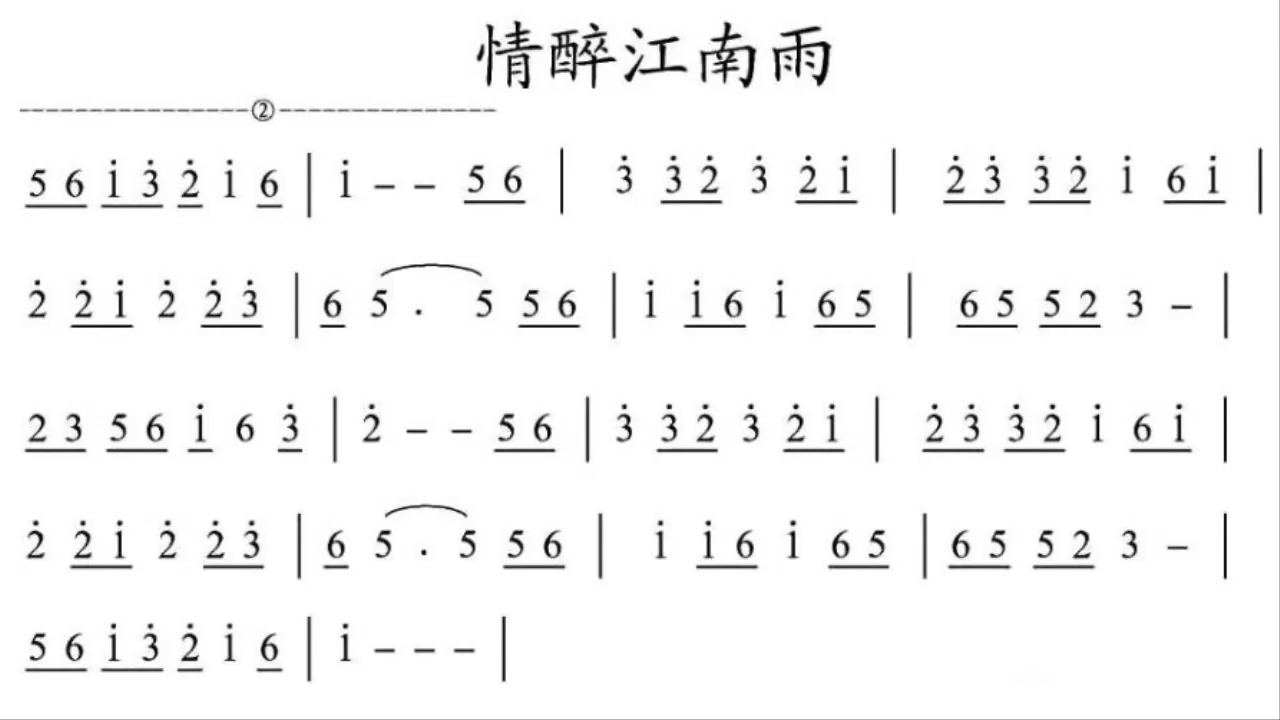 情醉江南雨
----------------②----------------
5 6 1̇ 3̇ 2̇ 1̇ 6 | 1̇ – – 5 6 | 3̇ 3̇ 2̇ 3̇ 2̇ 1̇ | 2̇ 3̇ 3̇ 2̇ 1̇ 6 1̇ |
2̇ 2̇ 1̇ 2̇ 2̇ 3̇ | 6 5 . 5 5 6 | 1̇ 1̇ 6 1̇ 6 5 | 6 5 5 2 3 – |
2 3 5 6 1̇ 6 3̇ | 2̇ – – 5 6 | 3̇ 3̇ 2̇ 3̇ 2̇ 1̇ | 2̇ 3̇ 3̇ 2̇ 1̇ 6 1̇ |
2̇ 2̇ 1̇ 2̇ 2̇ 3̇ | 6 5 . 5 5 6 | 1̇ 1̇ 6 1̇ 6 5 | 6 5 5 2 3 – |
5 6 1̇ 3̇ 2̇ 1̇ 6 | 1̇ – – – |